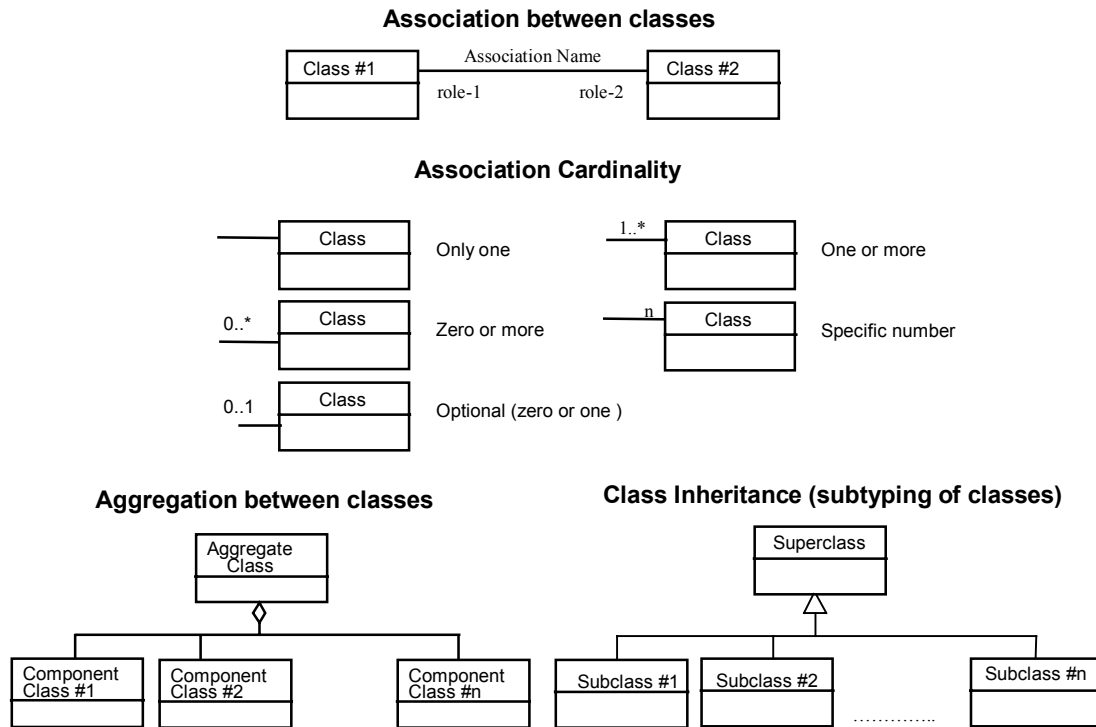 Association between classes
Class #1
Association Name
Class #2
role-1
role-2
Association Cardinality
Class
Only one
1..*
Class
One or more
0..*
Class
Zero or more
n
Class
Specific number
0..1
Class
Optional (zero or one )
Aggregation between classes
Aggregate
Class
Component
Class #1
Component
Class #2
Component
Class #n
Class Inheritance (subtyping of classes)
Superclass
Subclass #1
Subclass #2
…………..
Subclass #n